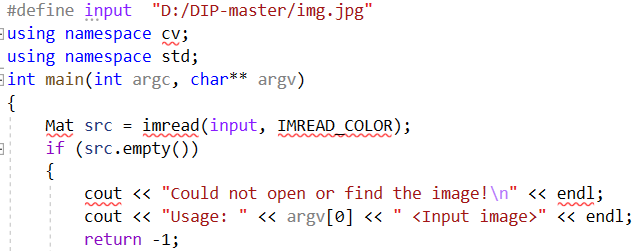 #define input  "D:/DIP-master/img.jpg"
using namespace cv;
using namespace std;
int main(int argc, char** argv)
{
    Mat src = imread(input, IMREAD_COLOR);
    if (src.empty())
    {
        cout << "Could not open or find the image!\n" << endl;
        cout << "Usage: " << argv[0] << " <Input image>" << endl;
        return -1;